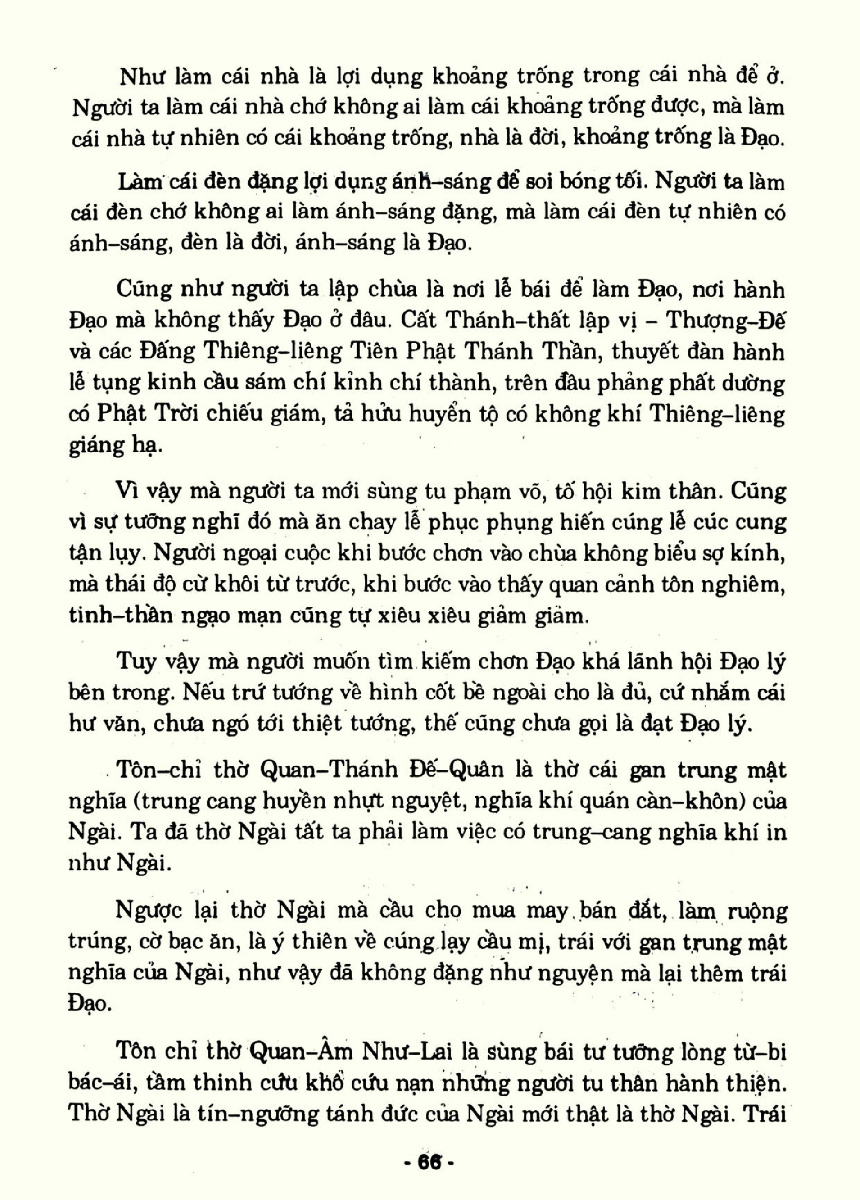 Như làm cái nhà là lợi dụng khoảng trống trong cái nhà để ở.
Người ta làm cái nhà chớ không ai làm cái khoảng trống được, mà làm
cái nhà tự nhiên có cái khoảng trống, nhà là đời, khoảng trống là Đạo.
Làm cái đèn đặng lợi dụng ánh–sáng để soi bóng tối. Người ta làm
cái đèn chớ không ai làm ánh–sáng đặng, mà làm cái đèn tự nhiên có
ánh–sáng, đèn là đời, ánh–sáng là Đạo.
Cũng như người ta lập chùa là nơi lễ bái để làm Đạo, nơi hành
Đạo mà không thấy Đạo ở đâu. Cất Thánh–thất lập vị – Thượng–Đế
và các Đấng Thiêng–liêng Tiên Phật Thánh Thần, thuyết đàn hành
lễ tụng kinh cầu sám chí kỉnh chí thành, trên đầu phảng phất dường
có Phật Trời chiếu giám, tả hửu huyển tộ có không khí Thiêng–liêng
giáng hạ.
Vì vậy mà người ta mới sùng tu phạm võ, tố hội kim thân. Cũng
vì sự tưỡng nghĩ đó mà ăn chay lễ phục phụng hiến cúng lễ cúc cung
tận lụy. Người ngoại cuộc khi bước chơn vào chùa không biểu sợ kính,
mà thái độ cừ khôi từ trước, khi bước vào thấy quan cảnh tôn nghiêm,
tinh–thần ngạo mạn cũng tự xiêu xiêu giảm giảm.
Tuy vậy mà người muốn tìm kiếm chơn Đạo khá lãnh hội Đạo lý
bên trong. Nếu trứ tướng về hình cốt bề ngoài cho là đủ, cứ nhắm cái
hư văn, chưa ngó tới thiệt tướng, thế cũng chưa gọi là đạt Đạo lý.
Tôn–chỉ thờ Quan–Thánh Đế–Quân là thờ cái gan trung mật
nghĩa (trung cang huyền nhựt nguyệt, nghĩa khí quán càn–khôn) của
Ngài. Ta đã thờ Ngài tất ta phải làm việc có trung–cang nghĩa khí in
như Ngài.
Ngược lại thờ Ngài mà cầu cho mua may bán đắt, làm ruộng
trúng, cờ bạc ăn, là ý thiên về cúng lạy cầu mị, trái với gan trung mật
nghĩa của Ngài, như vậy đã không đặng như nguyện mà lại thêm trái
Đạo.
Tôn chỉ thờ Quan–Âm Như–Lai là sùng bái tư tưỡng lòng từ–bi
bác–ái, tầm thinh cứu khổ cứu nạn những người tu thân hành thiện.
Thờ Ngài là tín–ngưỡng tánh đức của Ngài mới thật là thờ Ngài. Trái
- 66 -